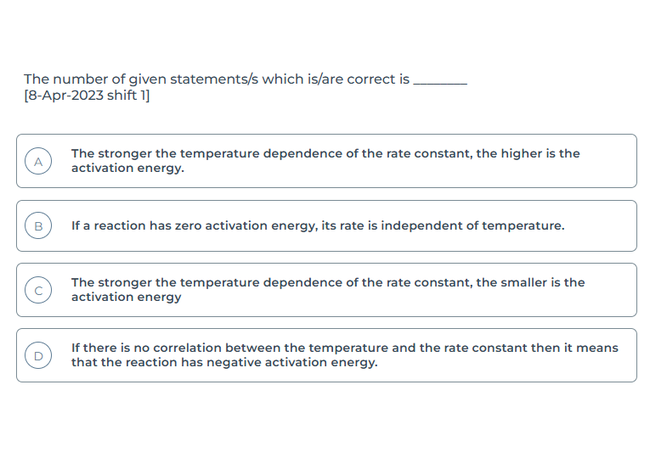 The number of given statements/s which is/are correct is ________
[8-Apr-2023 shift 1]
A
The stronger the temperature dependence of the rate constant, the higher is the
activation energy.
B
If a reaction has zero activation energy, its rate is independent of temperature.
C
The stronger the temperature dependence of the rate constant, the smaller is the
activation energy
D
If there is no correlation between the temperature and the rate constant then it means
that the reaction has negative activation energy.